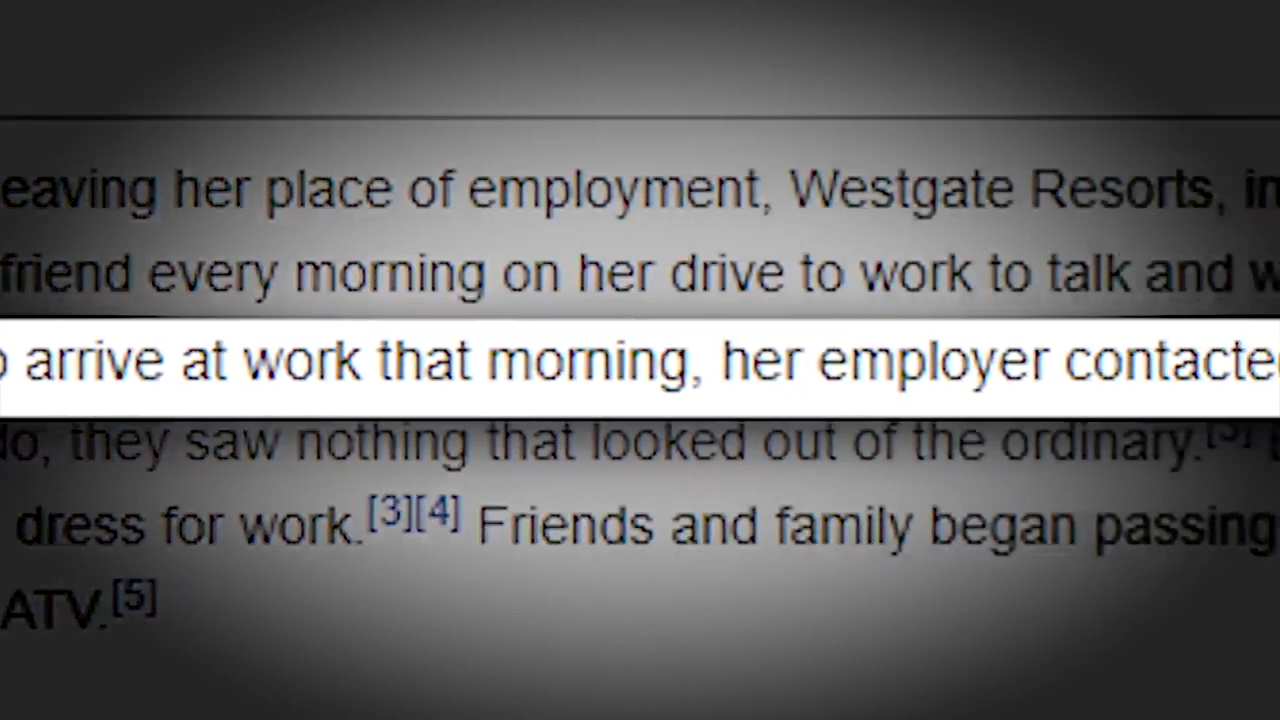 eaving her place of employment, Westgate Resorts, in
friend every morning on her drive to work to talk and w
o arrive at work that morning, her employer contacte
do, they saw nothing that looked out of the ordinary.[3]
dress for work.[3][4] Friends and family began passing
ATV.[5]